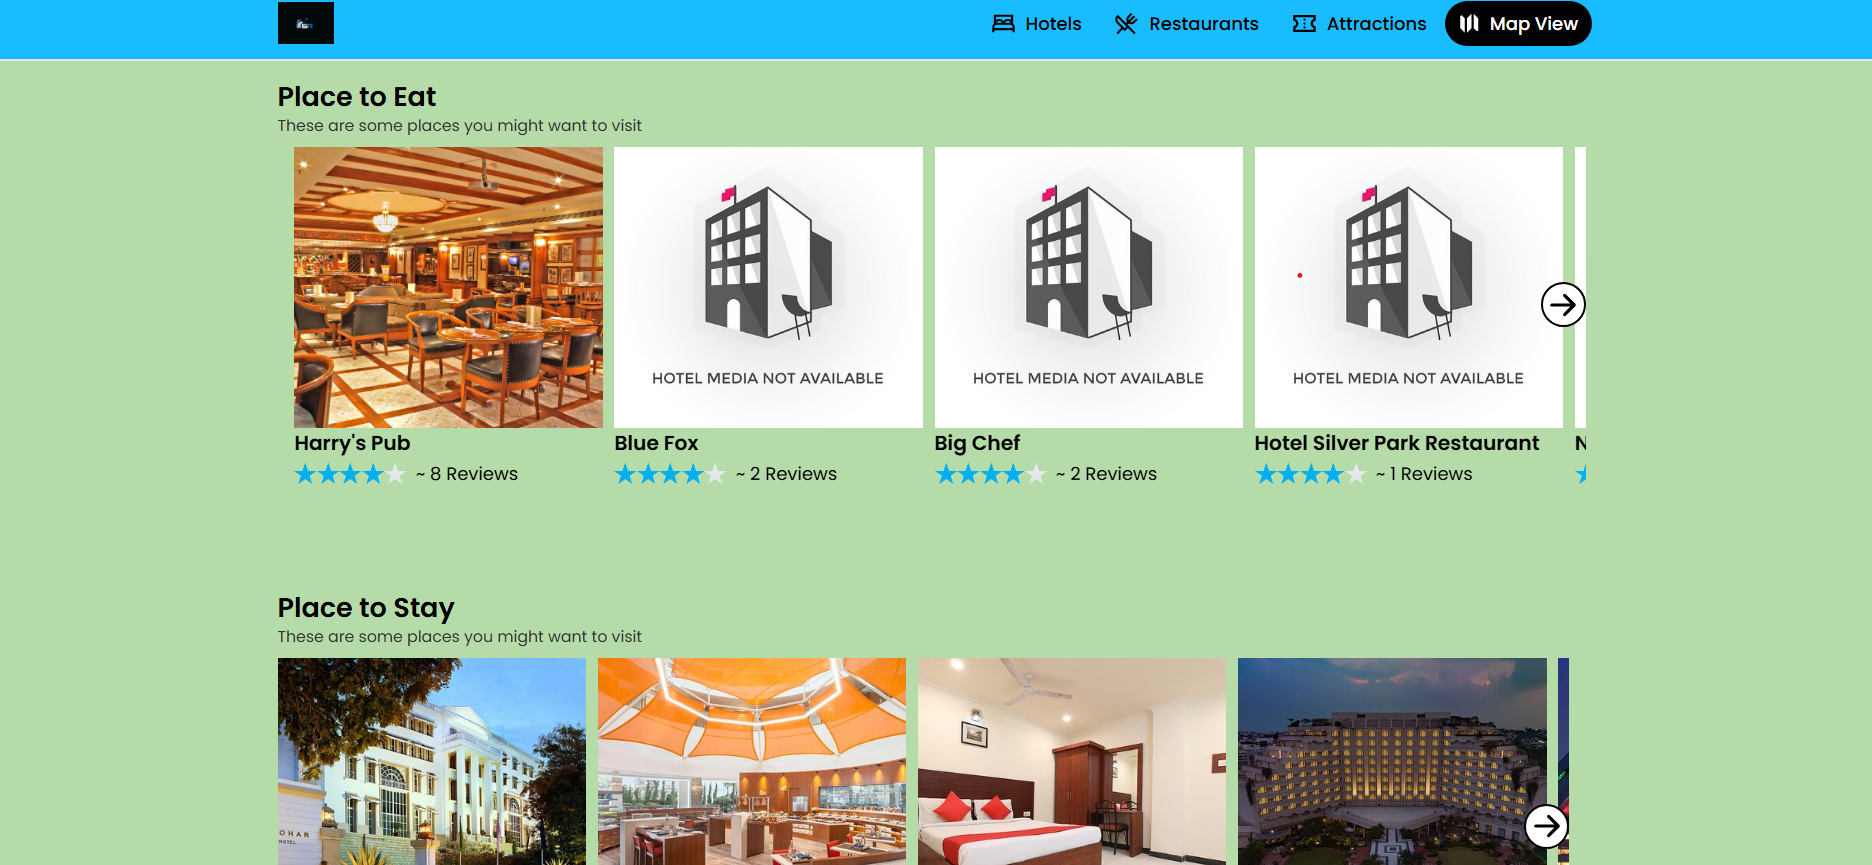 Hotels
Restaurants
Attractions
Map View
Place to Eat
These are some places you might want to visit
HOTEL MEDIA NOT AVAILABLE
HOTEL MEDIA NOT AVAILABLE
HOTEL MEDIA NOT AVAILABLE
Harry's Pub
Blue Fox
Big Chef
Hotel Silver Park Restaurant
N
~ 8 Reviews
~ 2 Reviews
~ 2 Reviews
~ 1 Reviews
Place to Stay
These are some places you might want to visit
OHAR
HOTEL